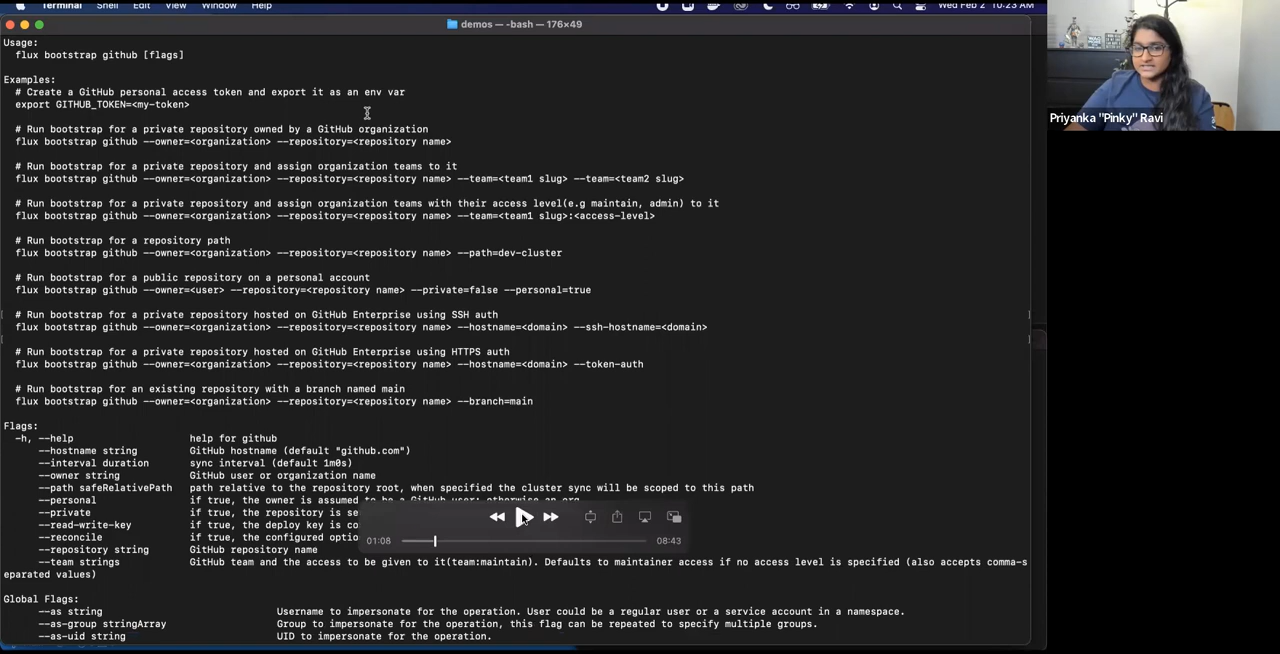 Terminal Shell Edit View Window Help Wed Feb 2 10:23 AM
demos — -bash — 176×49
Usage:
flux bootstrap github [flags]
Examples:
# Create a GitHub personal access token and export it as an env var
export GITHUB_TOKEN=<my-token>
# Run bootstrap for a private repository owned by a GitHub organization
flux bootstrap github --owner=<organization> --repository=<repository name>
# Run bootstrap for a private repository and assign organization teams to it
flux bootstrap github --owner=<organization> --repository=<repository name> --team=<team1 slug> --team=<team2 slug>
# Run bootstrap for a private repository and assign organization teams with their access level(e.g maintain, admin) to it
flux bootstrap github --owner=<organization> --repository=<repository name> --team=<team1 slug>:<access-level>
# Run bootstrap for a repository path
flux bootstrap github --owner=<organization> --repository=<repository name> --path=dev-cluster
# Run bootstrap for a public repository on a personal account
flux bootstrap github --owner=<user> --repository=<repository name> --private=false --personal=true
# Run bootstrap for a private repository hosted on GitHub Enterprise using SSH auth
flux bootstrap github --owner=<organization> --repository=<repository name> --hostname=<domain> --ssh-hostname=<domain>
# Run bootstrap for a private repository hosted on GitHub Enterprise using HTTPS auth
flux bootstrap github --owner=<organization> --repository=<repository name> --hostname=<domain> --token-auth
# Run bootstrap for an existing repository with a branch named main
flux bootstrap github --owner=<organization> --repository=<repository name> --branch=main
Flags:
-h, --help help for github
--hostname string GitHub hostname (default "github.com")
--interval duration sync interval (default 1m0s)
--owner string GitHub user or organization name
--path safeRelativePath path relative to the repository root, when specified the cluster sync will be scoped to this path
--personal if true, the owner is assumed to be a GitHub user; otherwise an org
--private if true, the repository is se
--read-write-key if true, the deploy key is co
--reconcile if true, the configured optio
--repository string GitHub repository name
--team strings GitHub team and the access to be given to it(team:maintain). Defaults to maintainer access if no access level is specified (also accepts comma-s
eparated values)
Global Flags:
--as string Username to impersonate for the operation. User could be a regular user or a service account in a namespace.
--as-group stringArray Group to impersonate for the operation, this flag can be repeated to specify multiple groups.
--as-uid string UID to impersonate for the operation.
01:08 08:43
Priyanka "Pinky" Ravi